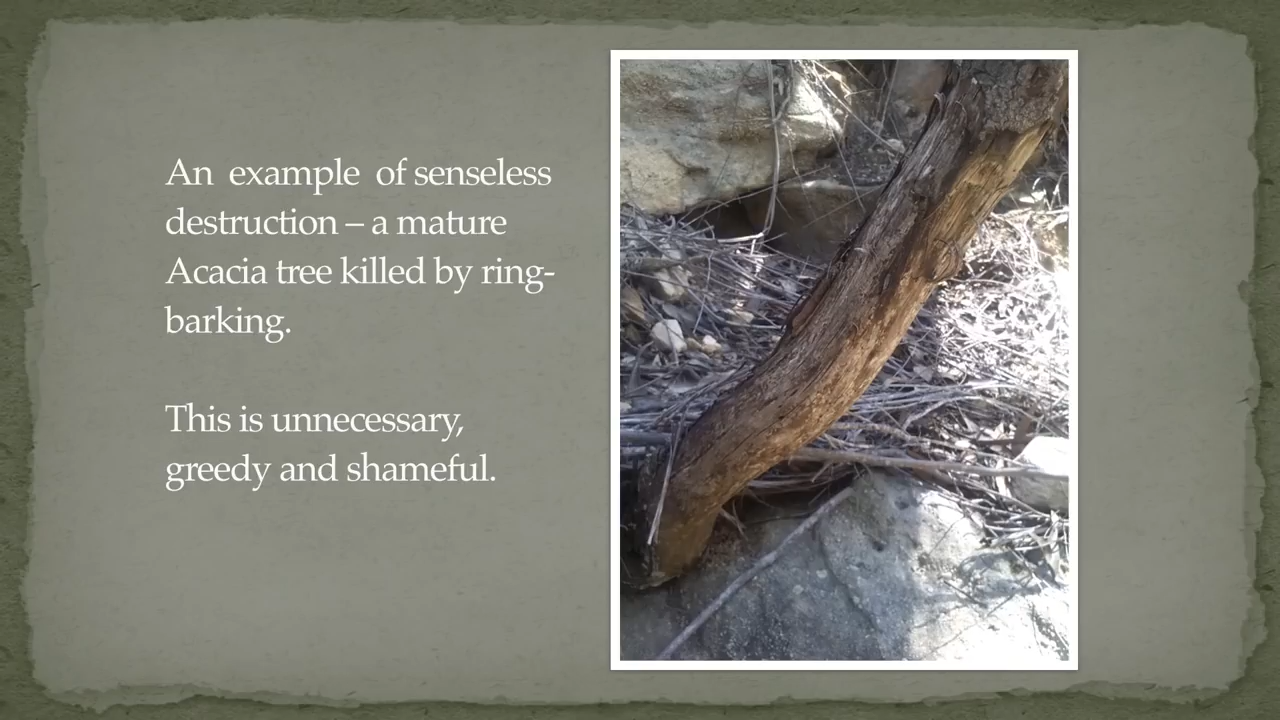 An example of senseless
destruction – a mature
Acacia tree killed by ring-
barking.
This is unnecessary,
greedy and shameful.